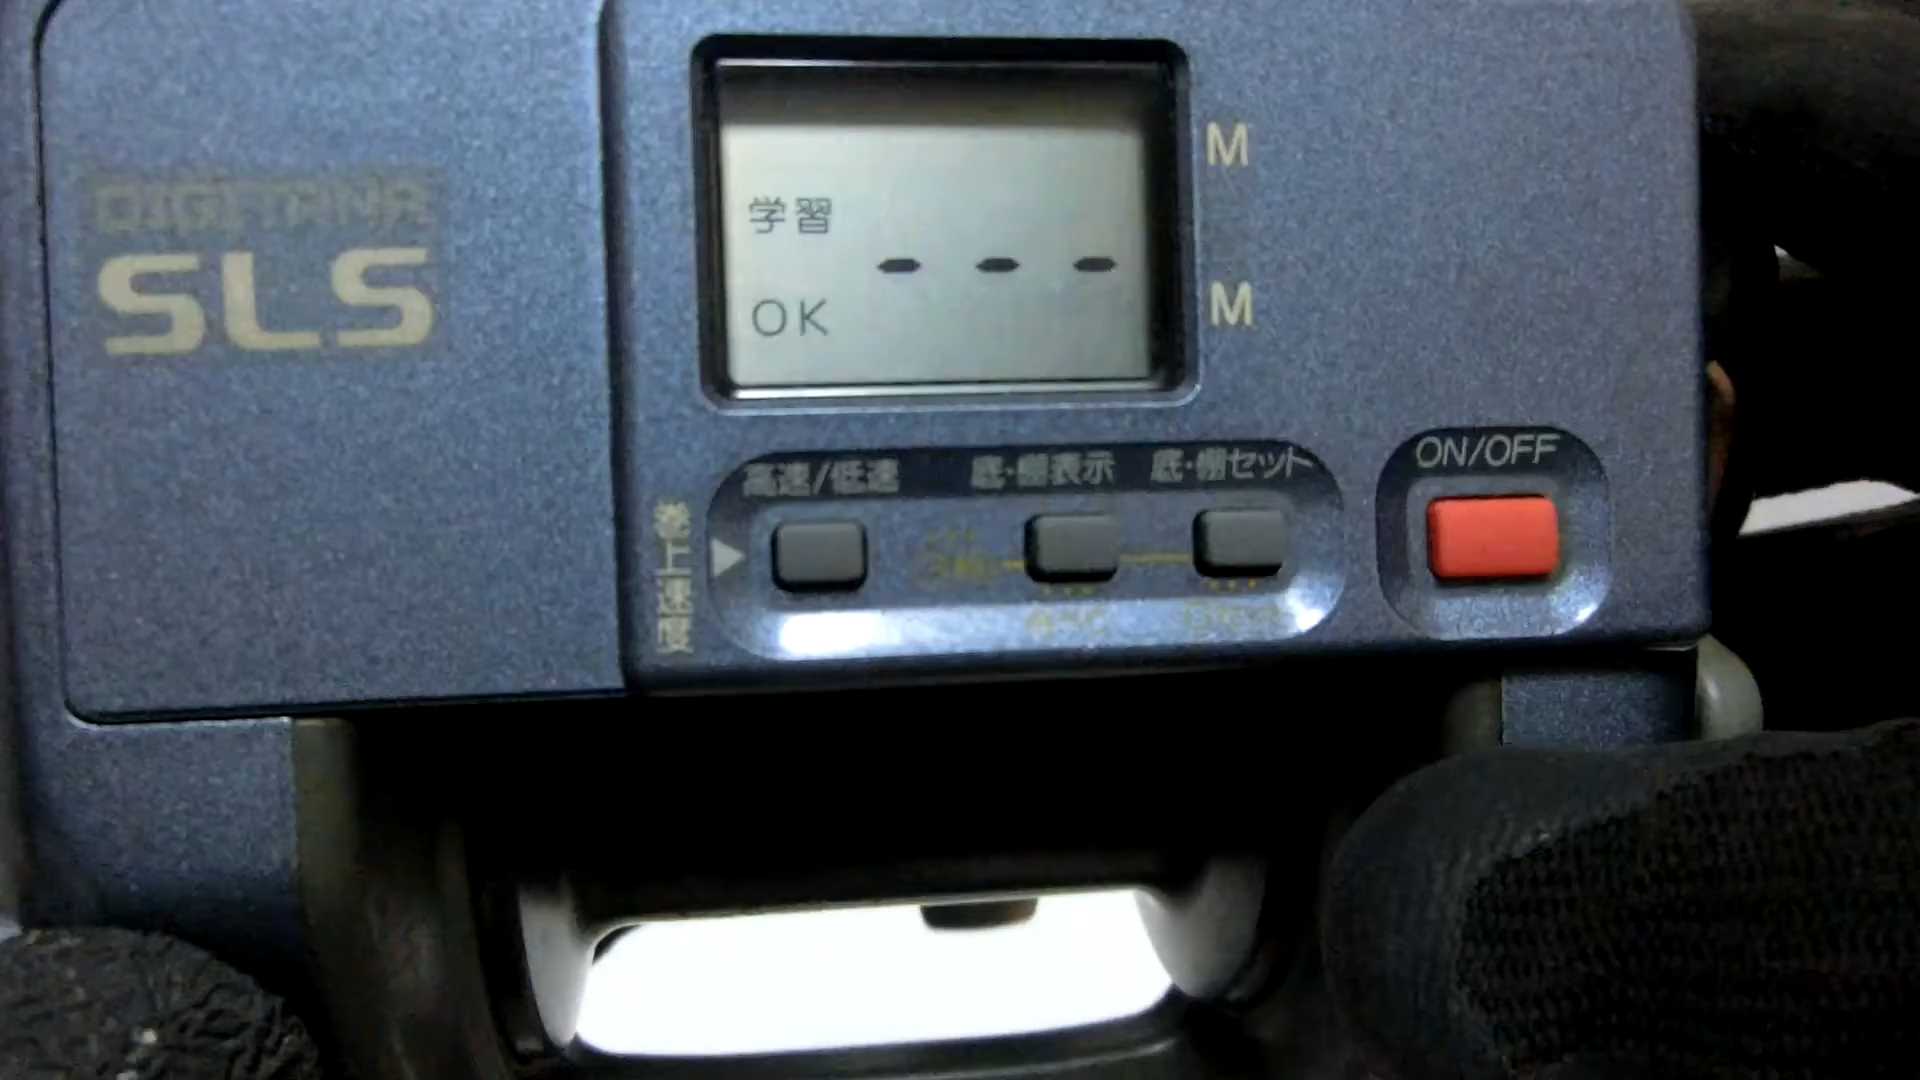 DIGITANA
SLS
学習
- - -
OK
M
M
高速/低速
底・棚表示
底・棚セット
ON/OFF
巻上速度